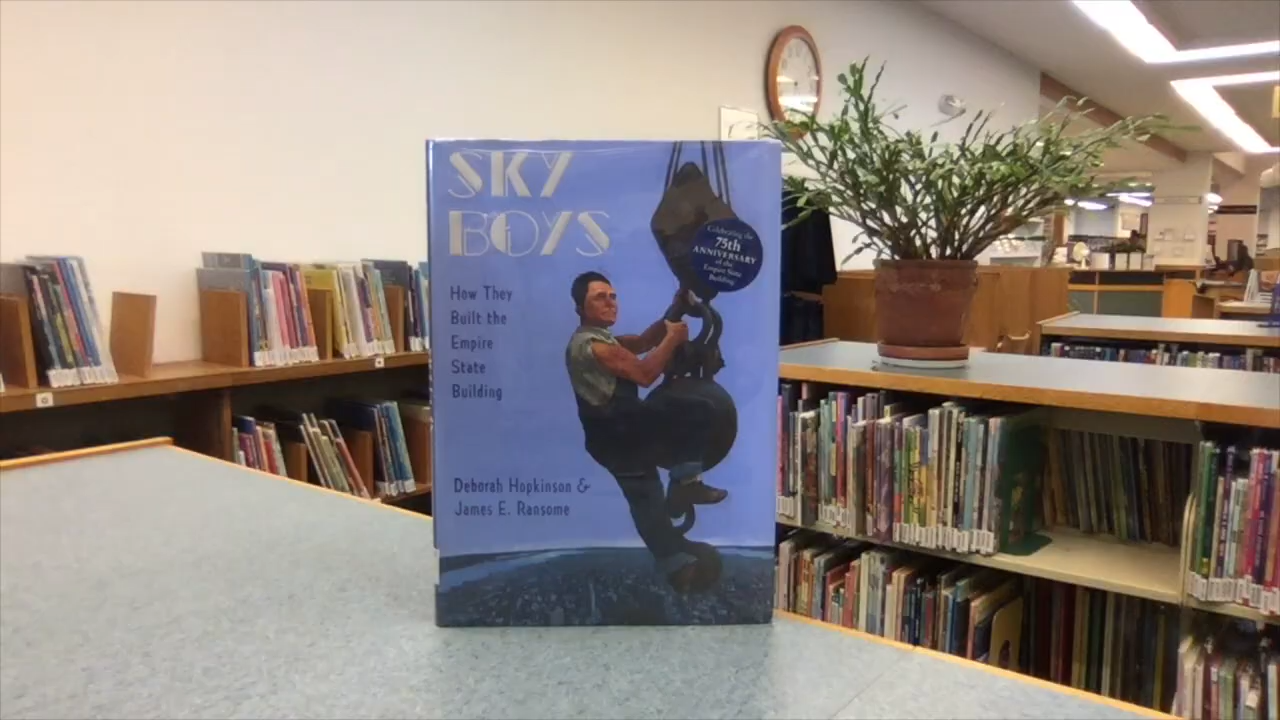 SKY
BOYS
Celebrating the
75th
ANNIVERSARY
of the
Empire State
Building
How They
Built the
Empire
State
Building
Deborah Hopkinson &
James E. Ransome